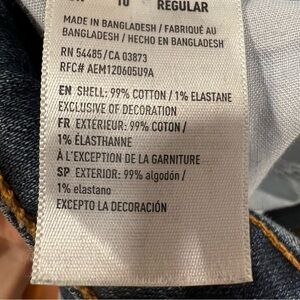 10 REGULAR
MADE IN BANGLADESH / FABRIQUÉ AU
BANGLADESH / HECHO EN BANGLADESH
RN 54485/CA 03873
RFC# AEM120605U9A
EN SHELL: 99% COTTON / 1% ELASTANE
EXCLUSIVE OF DECORATION
FR EXTÉRIEUR: 99% COTON /
1% ÉLASTHANNE
À L'EXCEPTION DE LA GARNITURE
SP EXTERIOR: 99% algodón /
1% elastano
EXCEPTO LA DECORACIÓN